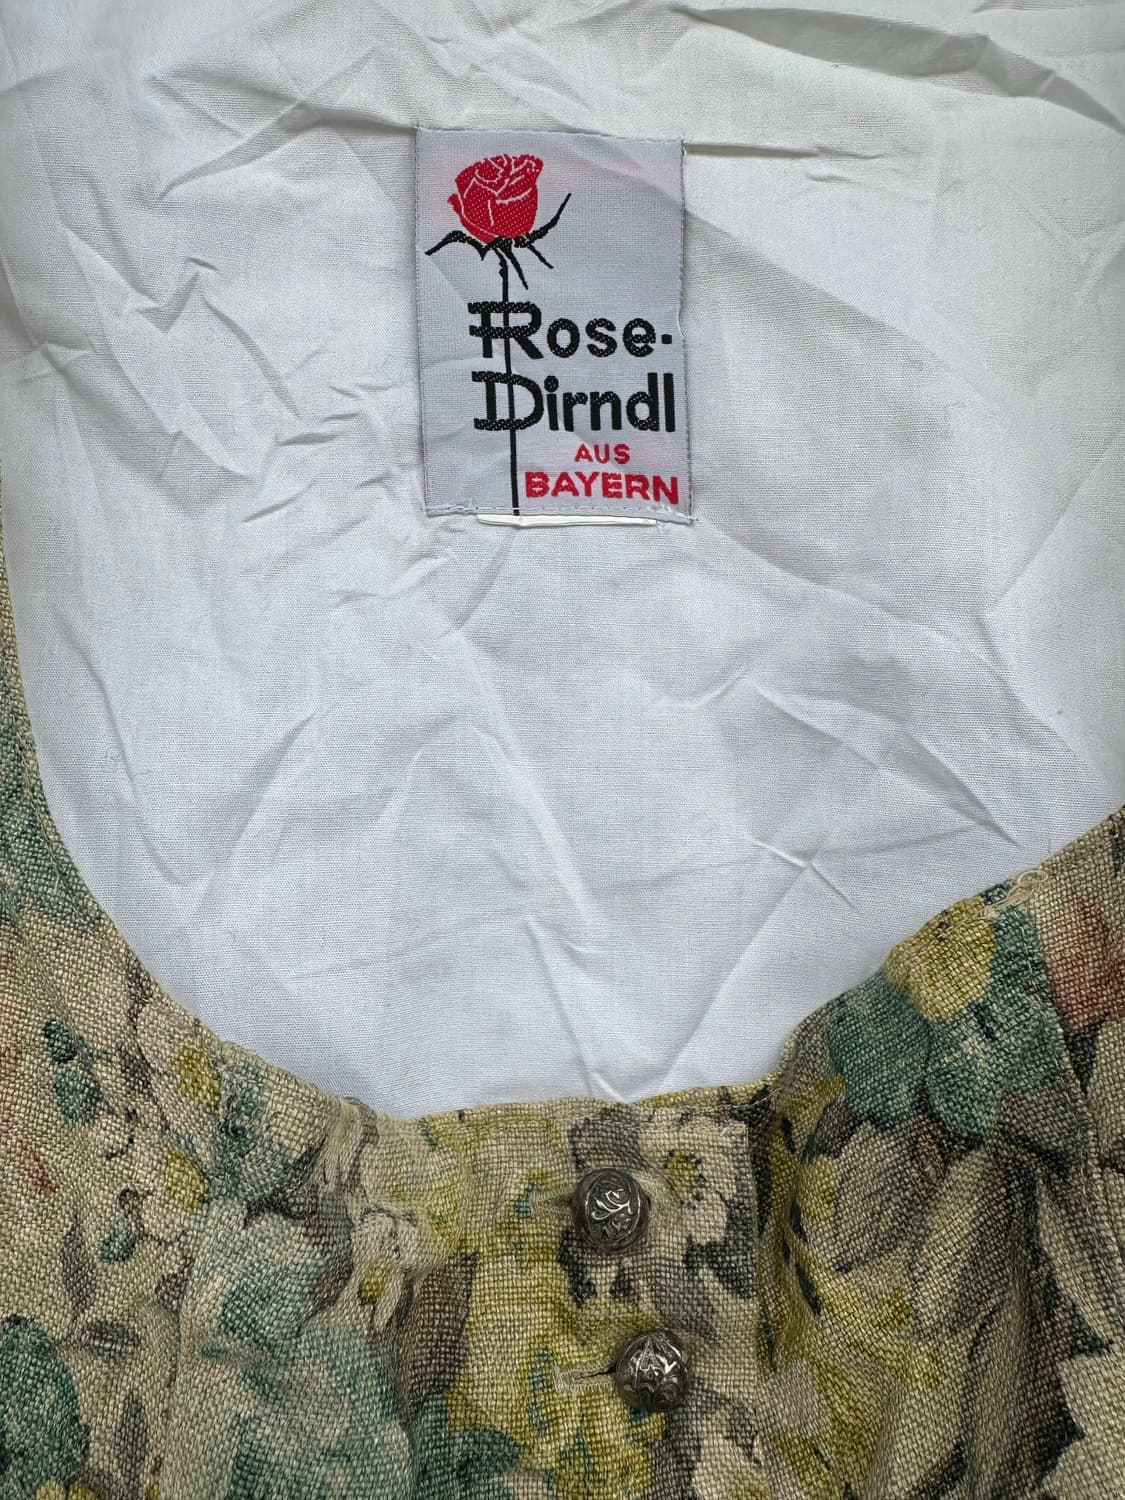 Rose-
Dirndl
AUS
BAYERN